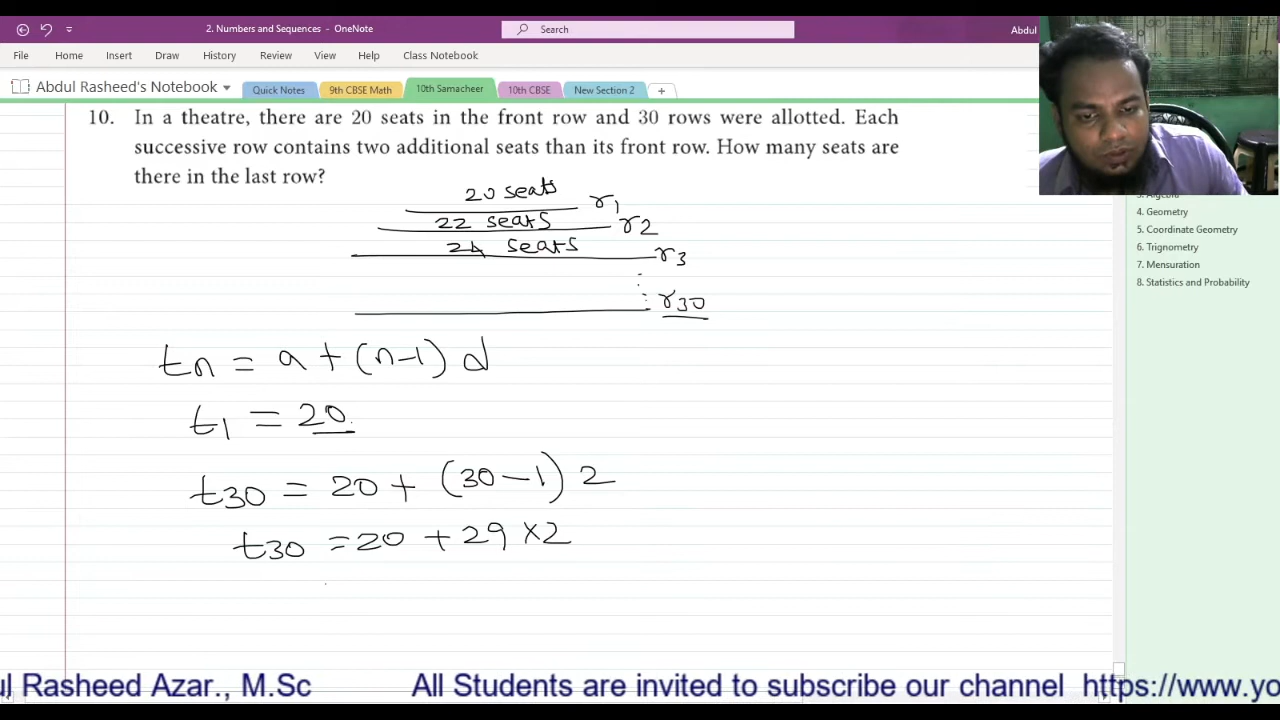 2. Numbers and Sequences - OneNote
Search
Abdul
File Home Insert Draw History Review View Help Class Notebook
Abdul Rasheed's Notebook
Quick Notes 9th CBSE Math 10th Samacheer 10th CBSE New Section 2 +
10. In a theatre, there are 20 seats in the front row and 30 rows were allotted. Each
successive row contains two additional seats than its front row. How many seats are
there in the last row?
20 seats r1
22 seats r2
24 seats r3
⋮
r30
tn = a + (n-1) d
t1 = 20.
t30 = 20 + (30-1) 2
t30 = 20 + 29 × 2
4. Geometry
5. Coordinate Geometry
6. Trignometry
7. Mensuration
8. Statistics and Probability
ul Rasheed Azar., M.Sc All Students are invited to subscribe our channel https://www.yo